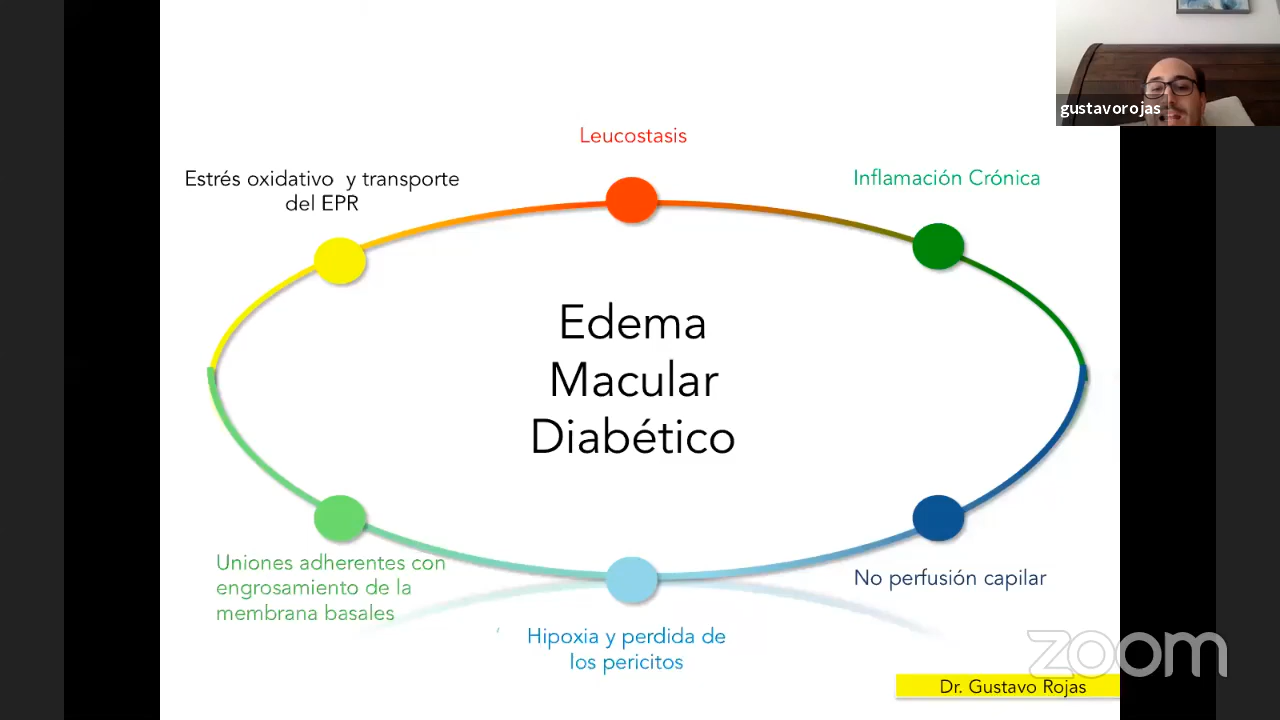 gustavorojas
Leucostasis
Estrés oxidativo y transporte
del EPR
Inflamación Crónica
Edema
Macular
Diabético
Uniones adherentes con
engrosamiento de la
membrana basales
No perfusión capilar
Hipoxia y perdida de
los pericitos
zoom
Dr. Gustavo Rojas